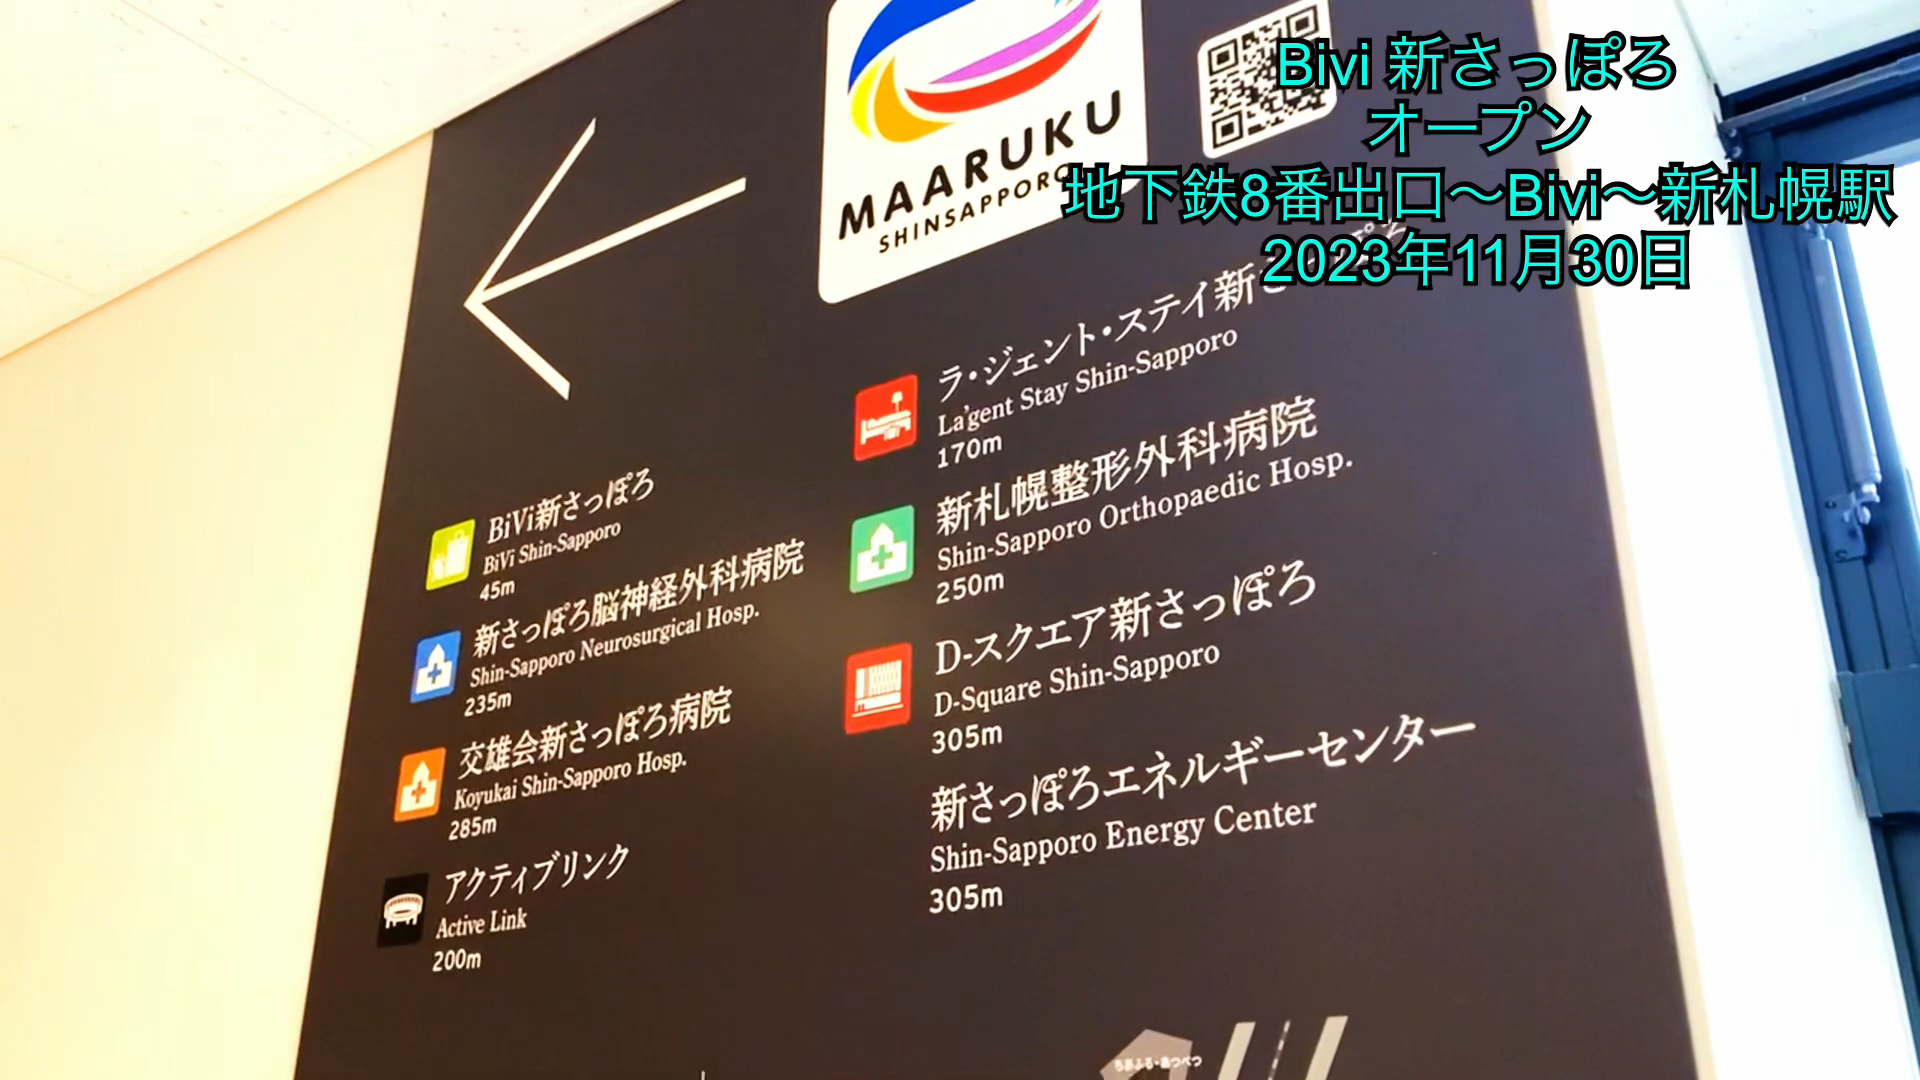 Bivi 新さっぽろ
オープン
地下鉄8番出口～Bivi～新札幌駅
2023年11月30日
MAARUKU
SHINSAPPORO
BiVi新さっぽろ
BiVi Shin-Sapporo
45m
新さっぽろ脳神経外科病院
Shin-Sapporo Neurosurgical Hosp.
235m
交雄会新さっぽろ病院
Koyukai Shin-Sapporo Hosp.
285m
アクティブリンク
Active Link
200m
ラ・ジェント・ステイ新さっぽろ
La'gent Stay Shin-Sapporo
170m
新札幌整形外科病院
Shin-Sapporo Orthopaedic Hosp.
250m
D-スクエア新さっぽろ
D-Square Shin-Sapporo
305m
新さっぽろエネルギーセンター
Shin-Sapporo Energy Center
305m